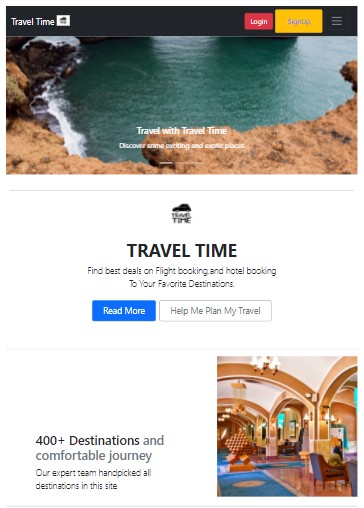 Travel Time
Login
SignUp
Travel with Travel Time
Discover some exciting and exotic places.
TRAVEL
TIME
TRAVEL TIME
Find best deals on Flight booking,and hotel booking
To Your Favorite Destinations.
Read More
Help Me Plan My Travel
400+ Destinations and
comfortable journey
Our expert team handpicked all
destinations in this site